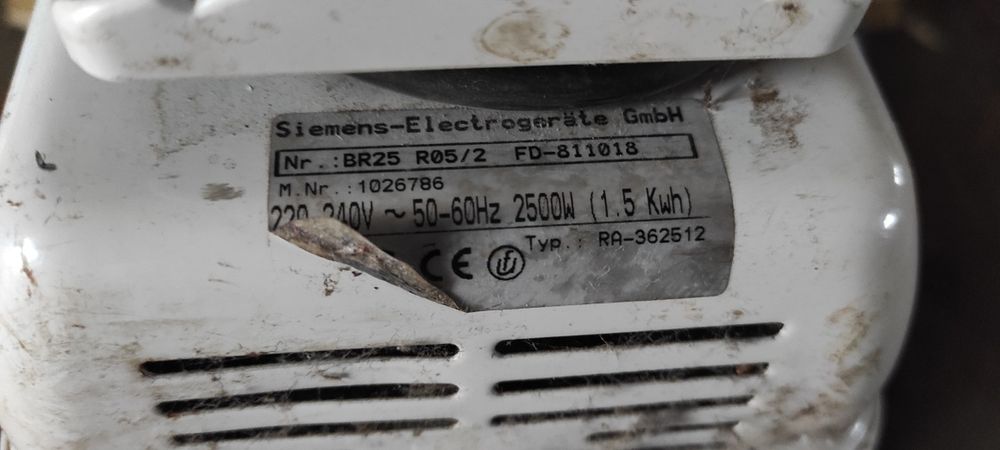 Siemens-Electrogeräte GmbH
Nr.:BR25 R05/2 FD-811018
M.Nr.:1026786
220-240V ~ 50-60Hz 2500W (1.5 Kwh)
Typ.: RA-362512
CE